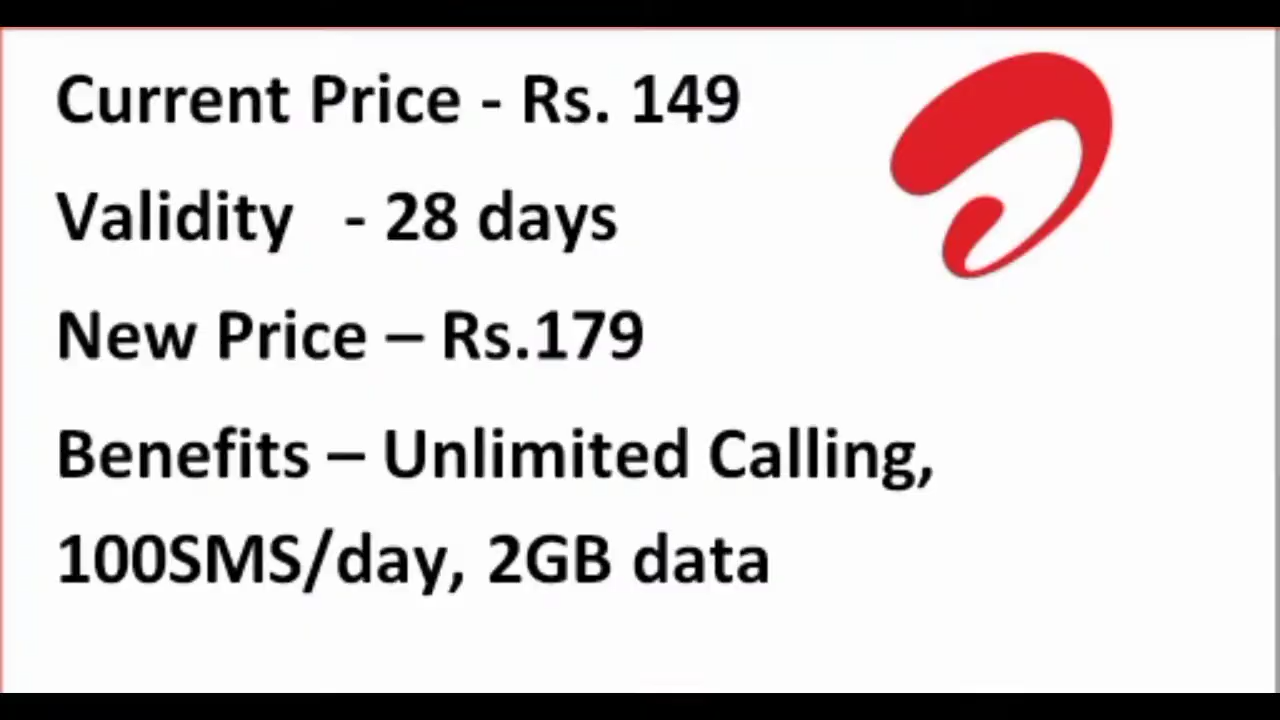 Current Price - Rs. 149
Validity - 28 days
New Price – Rs.179
Benefits – Unlimited Calling,
100SMS/day, 2GB data